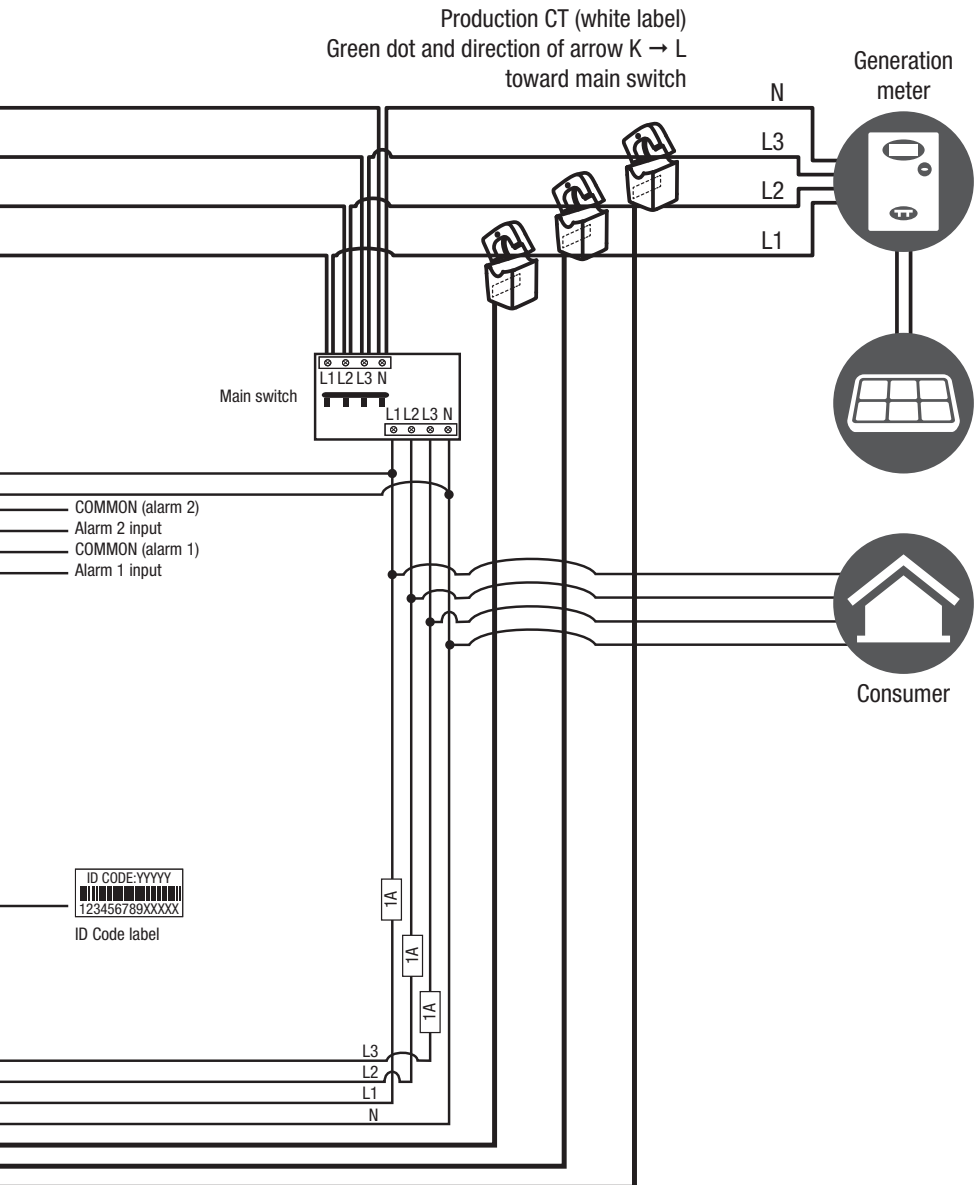 Production CT (white label)
Green dot and direction of arrow K → L
toward main switch
Generation
meter
N
L3
L2
L1
L1 L2 L3 N
Main switch
L1 L2 L3 N
COMMON (alarm 2)
Alarm 2 input
COMMON (alarm 1)
Alarm 1 input
Consumer
ID CODE:YYYYY
123456789XXXXX
ID Code label
1A
1A
1A
L3
L2
L1
N